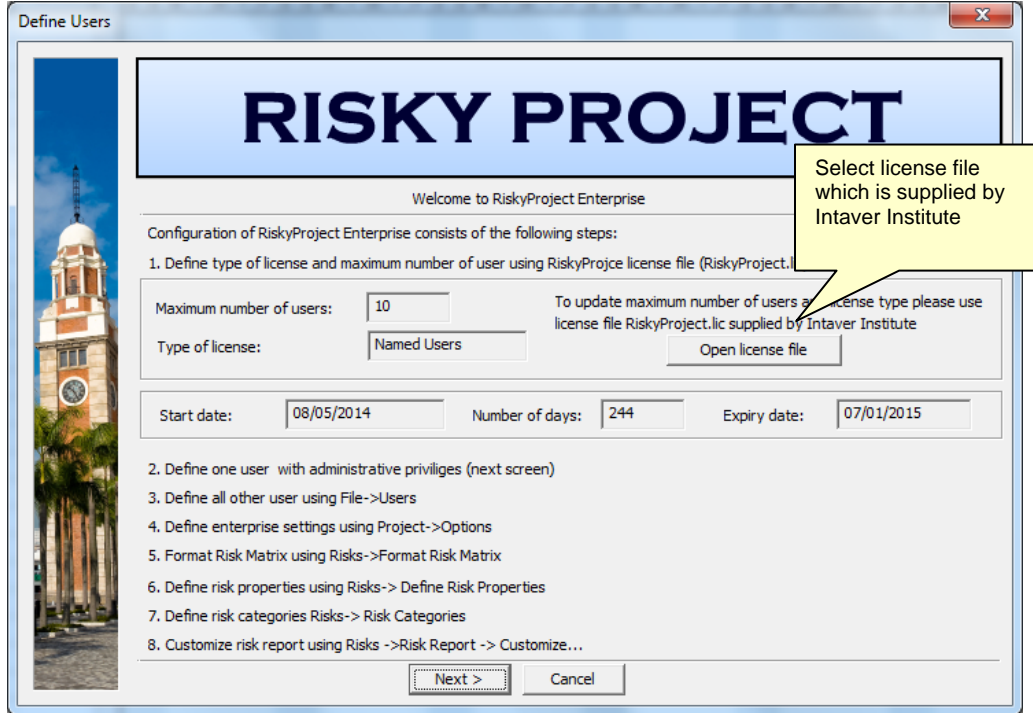 Define Users
RISKY PROJECT
Select license file
which is supplied by
Intaver Institute
Welcome to RiskyProject Enterprise
Configuration of RiskyProject Enterprise consists of the following steps:
1. Define type of license and maximum number of user using RiskyProjce license file (RiskyProject.l
Maximum number of users: 10
To update maximum number of users and license type please use
license file RiskyProject.lic supplied by Intaver Institute
Type of license: Named Users
Open license file
Start date: 08/05/2014 Number of days: 244 Expiry date: 07/01/2015
2. Define one user with administrative priviliges (next screen)
3. Define all other user using File->Users
4. Define enterprise settings using Project->Options
5. Format Risk Matrix using Risks->Format Risk Matrix
6. Define risk properties using Risks-> Define Risk Properties
7. Define risk categories Risks-> Risk Categories
8. Customize risk report using Risks ->Risk Report -> Customize...
Next > Cancel